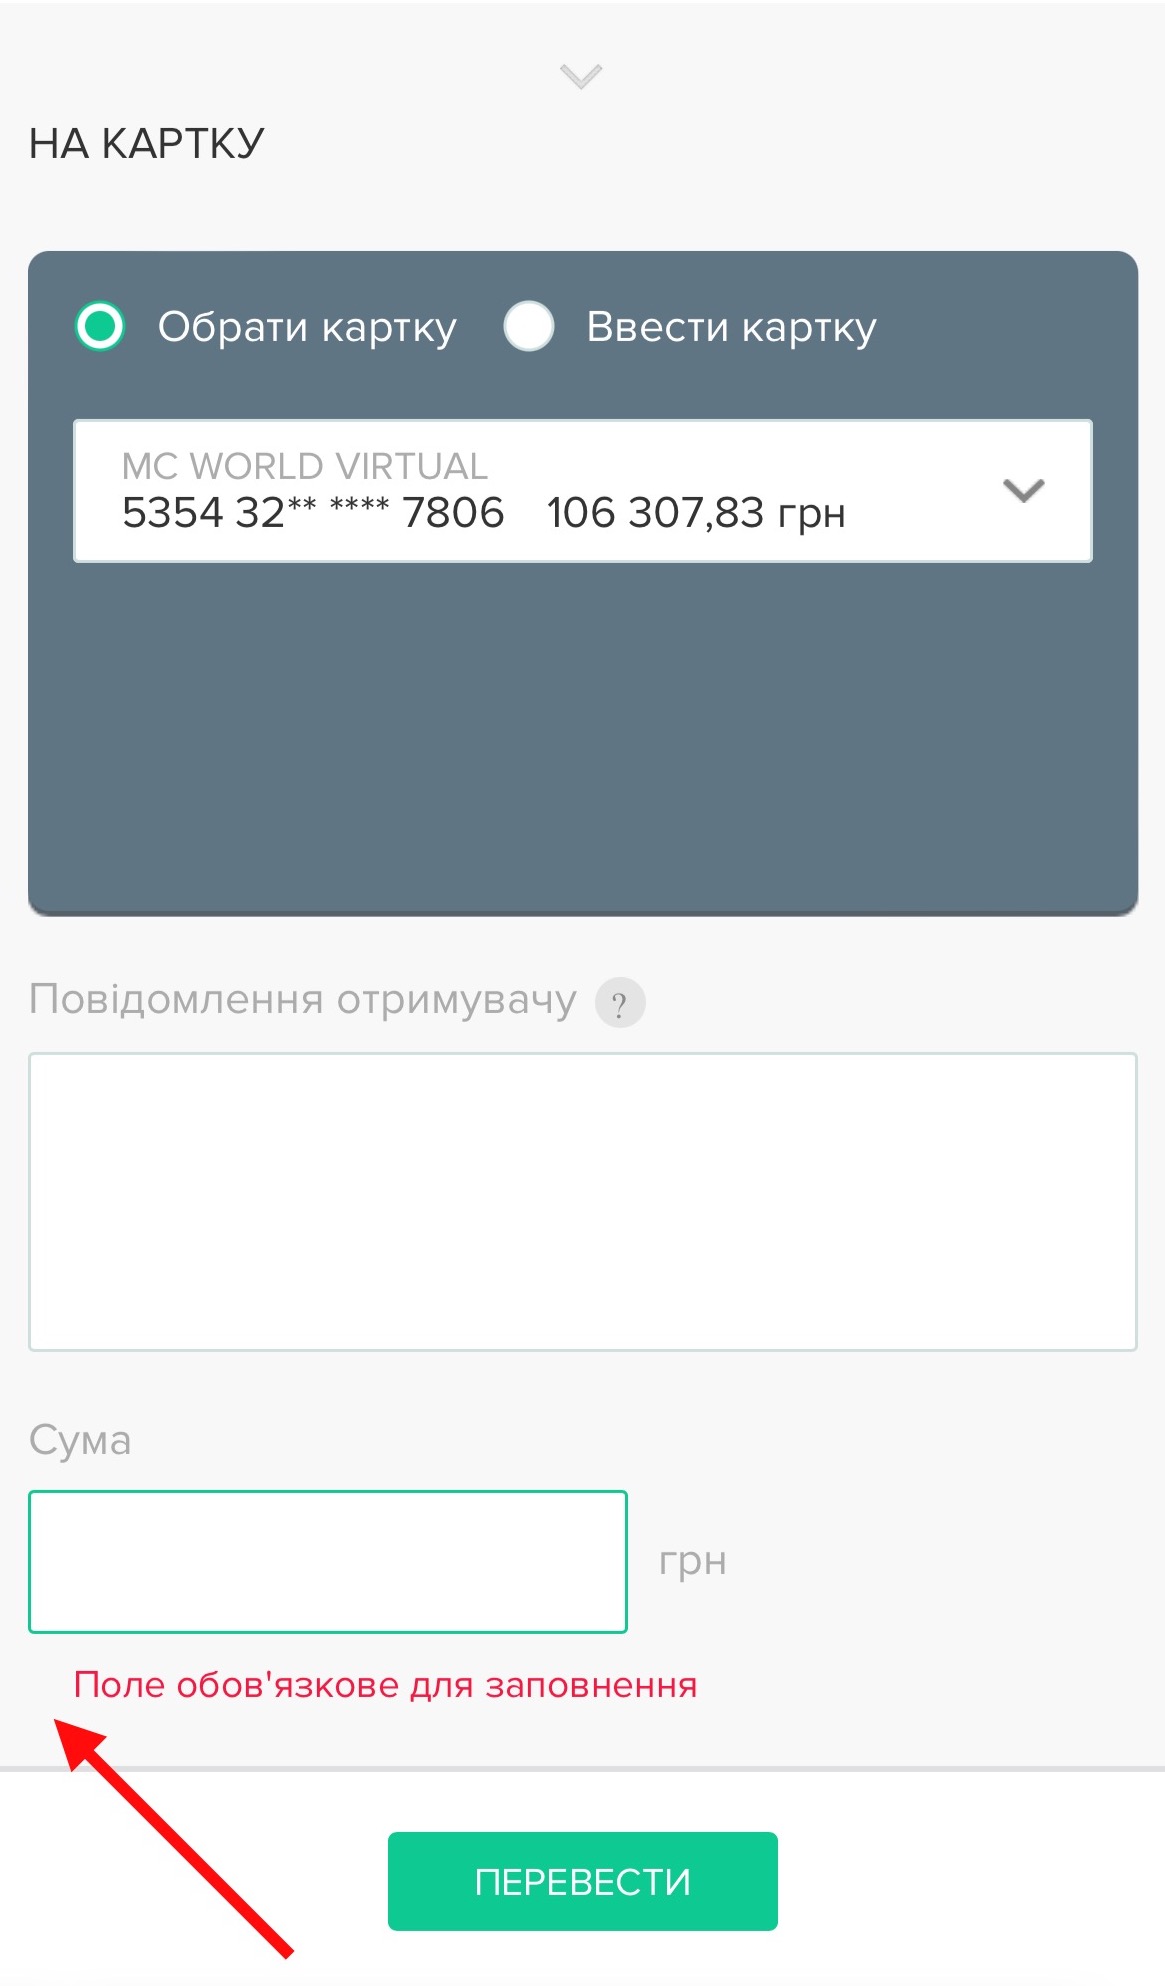 НА КАРТКУ
Обрати картку Ввести картку
MC WORLD VIRTUAL
5354 32** **** 7806 106 307,83 грн
Повідомлення отримувачу ?
Сума
грн
Поле обов'язкове для заповнення
ПЕРЕВЕСТИ